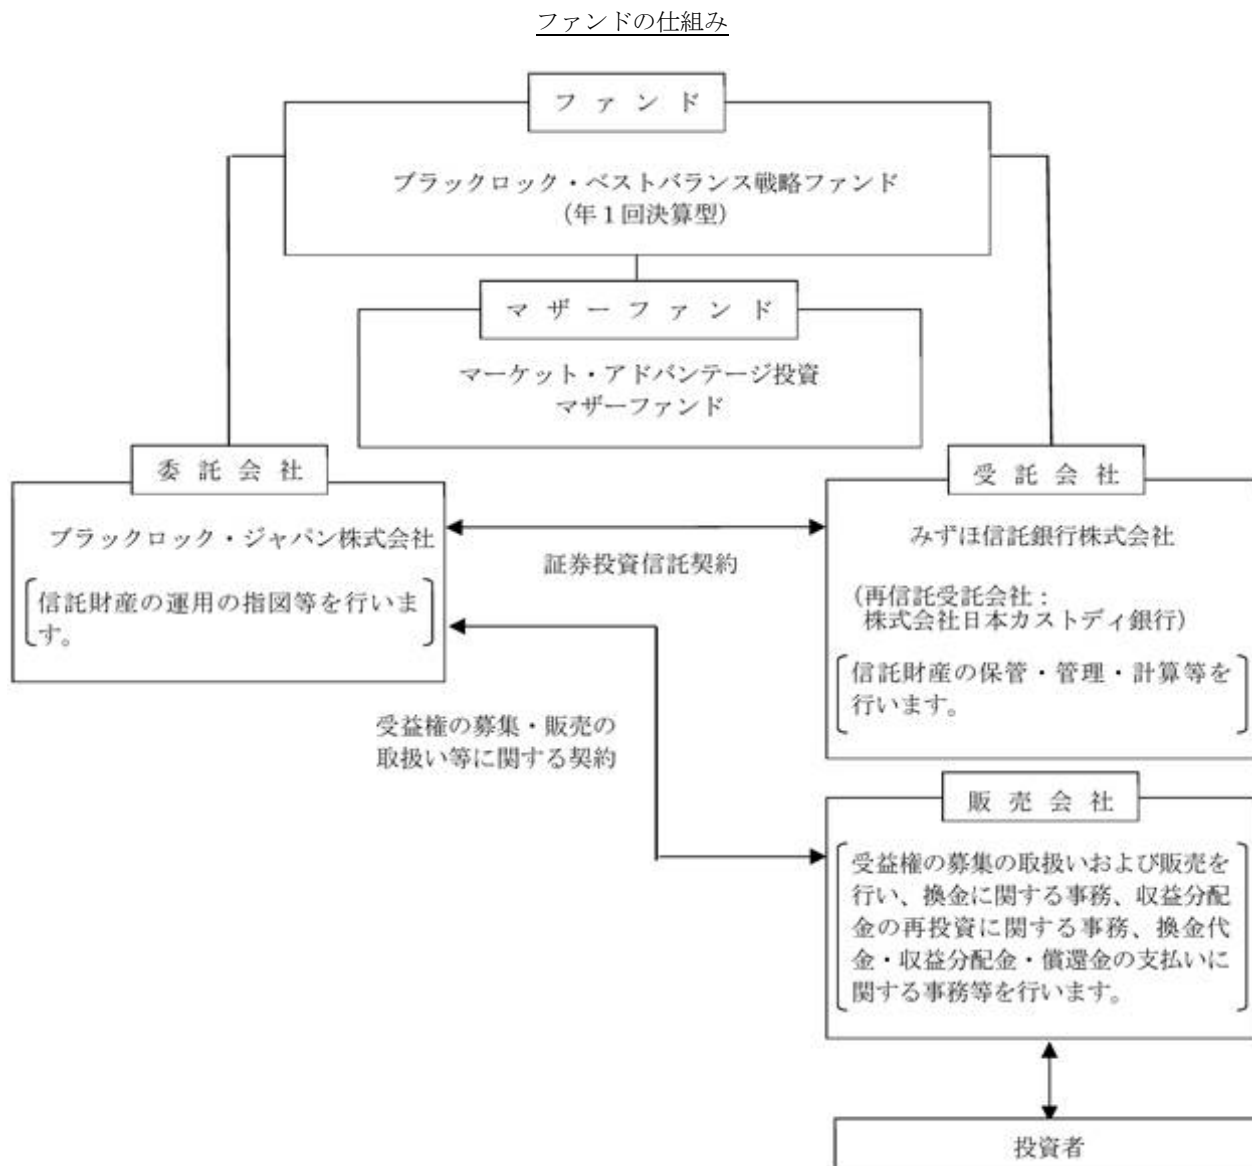 ファンドの仕組み
ファンド
ブラックロック・ベストバランス戦略ファンド
（年１回決算型）
マザーファンド
マーケット・アドバンテージ投資
マザーファンド
委託会社
ブラックロック・ジャパン株式会社
信託財産の運用の指図等を行いま
す。
証券投資信託契約
受託会社
みずほ信託銀行株式会社
（再信託受託会社：
株式会社日本カストディ銀行）
信託財産の保管・管理・計算等を
行います。
受益権の募集・販売の
取扱い等に関する契約
販売会社
受益権の募集の取扱いおよび販売を
行い、換金に関する事務、収益分配
金の再投資に関する事務、換金代
金・収益分配金・償還金の支払いに
関する事務等を行います。
投資者